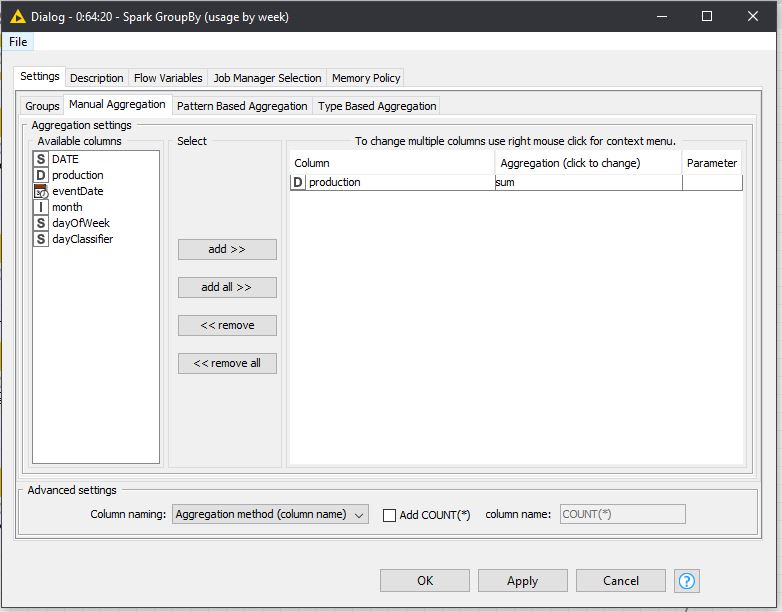 Dialog - 0:64:20 - Spark GroupBy (usage by week)
File
Settings Description Flow Variables Job Manager Selection Memory Policy
Groups Manual Aggregation Pattern Based Aggregation Type Based Aggregation
Aggregation settings
Available columns
S DATE
D production
eventDate
I month
S dayOfWeek
S dayClassifier
Select
add >>
add all >>
<< remove
<< remove all
To change multiple columns use right mouse click for context menu.
Column Aggregation (click to change) Parameter
D production sum
Advanced settings
Column naming: Aggregation method (column name) Add COUNT(*) column name: COUNT(*)
OK Apply Cancel ?